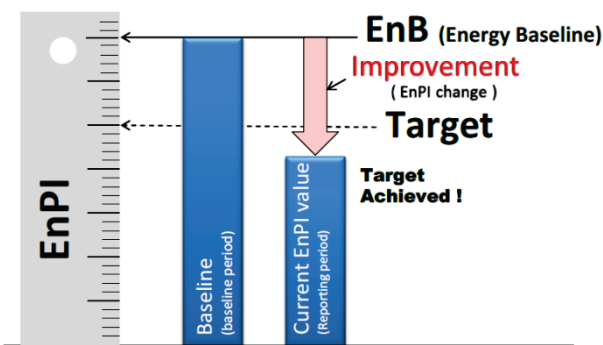 EnB (Energy Baseline)
Improvement
( EnPI change )
Target
Target
Achieved !
EnPI
Baseline
(baseline period)
Current EnPI value
(Reporting period)